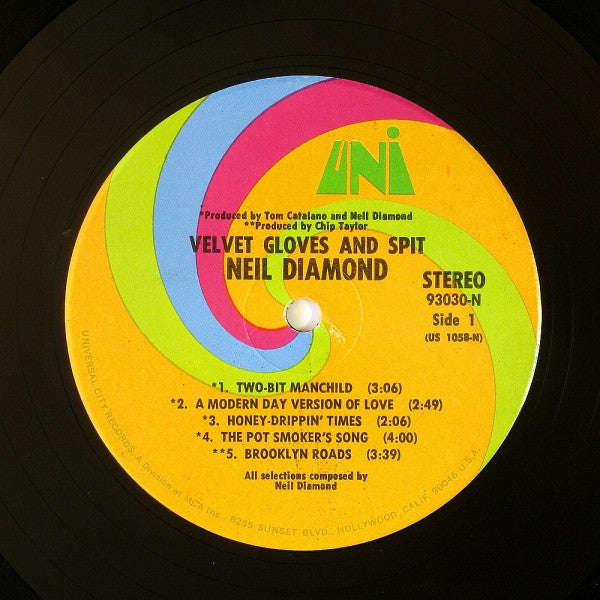 UNI
*Produced by Tom Catalano and Neil Diamond
**Produced by Chip Taylor
VELVET GLOVES AND SPIT
NEIL DIAMOND
STEREO
93030-N
Side 1
(US 1058-N)
*1. TWO-BIT MANCHILD (3:06)
*2. A MODERN DAY VERSION OF LOVE (2:49)
*3. HONEY-DRIPPIN' TIMES (2:06)
*4. THE POT SMOKER'S SONG (4:00)
**5. BROOKLYN ROADS (3:39)
All selections composed by
Neil Diamond
UNIVERSAL CITY RECORDS, A Division of MCA Inc., 8255 SUNSET BLVD., HOLLYWOOD, CALIF. 90046 U.S.A.